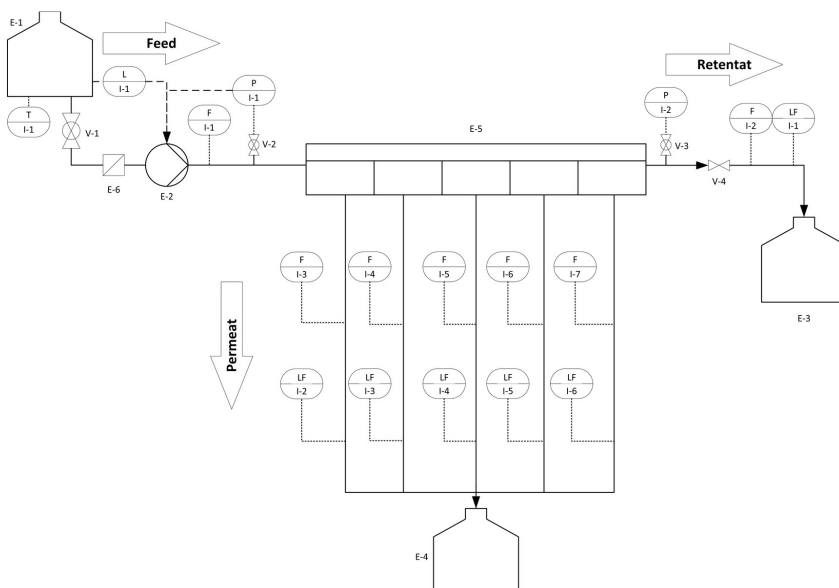 E-1
Feed
Retentat
L
I-1
P
I-1
P
I-2
F
I-2
LF
I-1
T
I-1
V-1
F
I-1
V-2
E-5
V-3
V-4
E-6
E-2
E-3
Permeat
F
I-3
F
I-4
F
I-5
F
I-6
F
I-7
LF
I-2
LF
I-3
LF
I-4
LF
I-5
LF
I-6
E-4